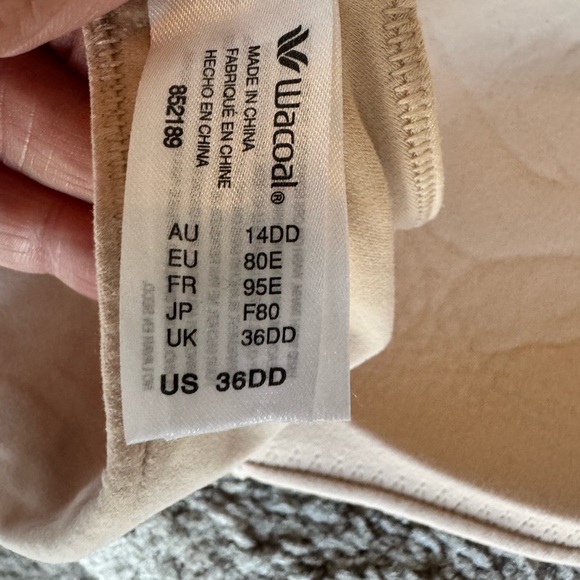 Wacoal®
MADE IN CHINA
FABRIQUÉ EN CHINE
HECHO EN CHINA
852189
AU 14DD
EU 80E
FR 95E
JP F80
UK 36DD
US 36DD